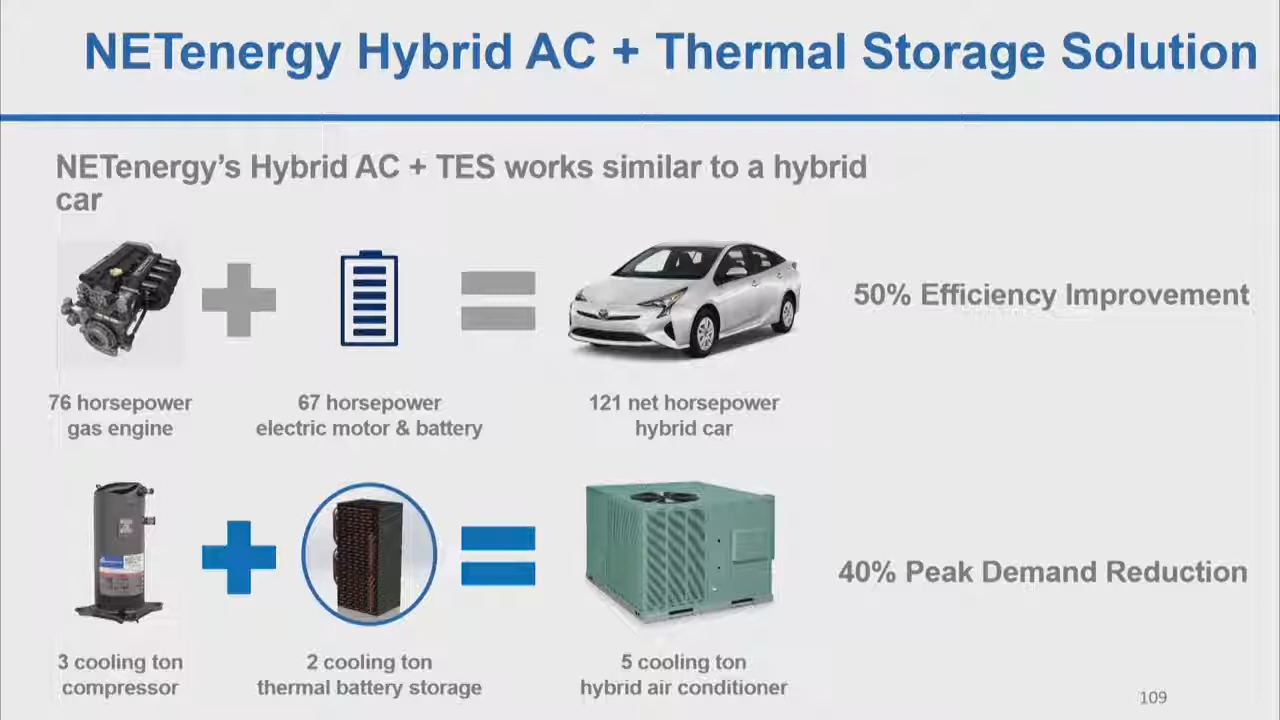 NETenergy Hybrid AC + Thermal Storage Solution
NETenergy's Hybrid AC + TES works similar to a hybrid
car
50% Efficiency Improvement
76 horsepower
gas engine
67 horsepower
electric motor & battery
121 net horsepower
hybrid car
40% Peak Demand Reduction
3 cooling ton
compressor
2 cooling ton
thermal battery storage
5 cooling ton
hybrid air conditioner
109